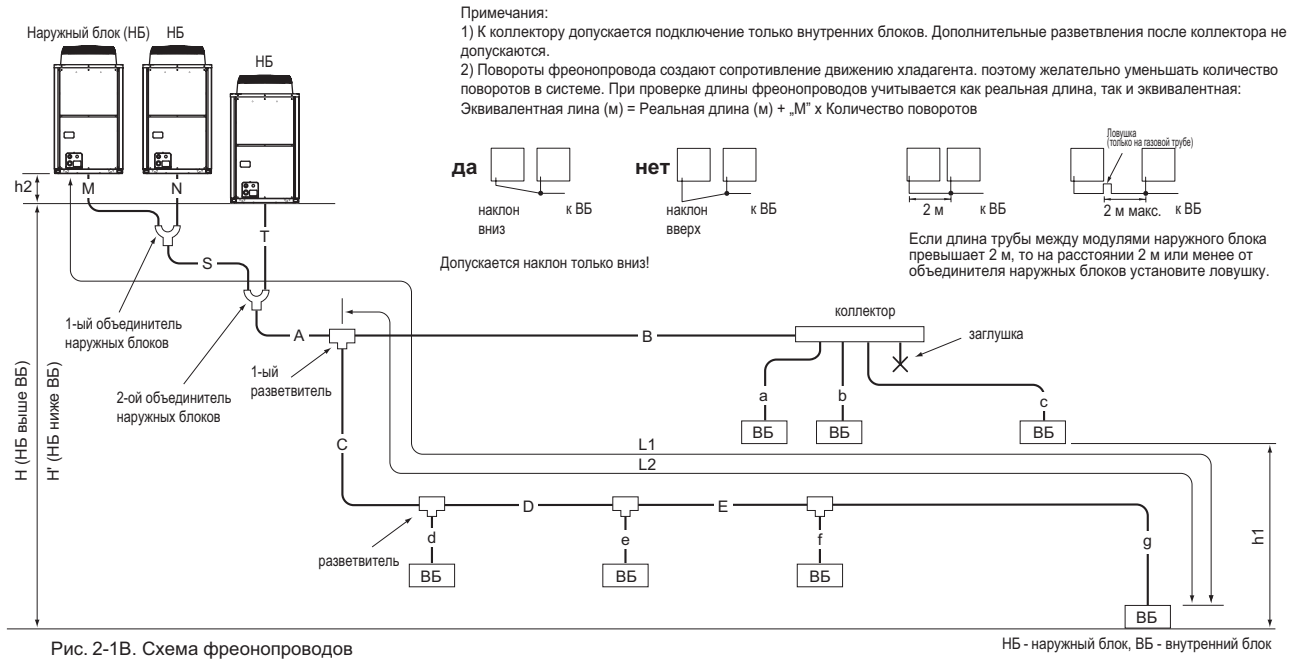 Примечания:
1) К коллектору допускается подключение только внутренних блоков. Дополнительные разветвления после коллектора не
допускаются.
2) Повороты фреонопровода создают сопротивление движению хладагента. поэтому желательно уменьшать количество
поворотов в системе. При проверке длины фреонопроводов учитывается как реальная длина, так и эквивалентная:
Эквивалентная лина (м) = Реальная длина (м) + „М" x Количество поворотов
Наружный блок (НБ)
НБ
НБ
h2
M
N
T
S
1-ый объединитель
наружных блоков
2-ой объединитель
наружных блоков
да
наклон
вниз
к ВБ
нет
наклон
вверх
к ВБ
Допускается наклон только вниз!
2 м
к ВБ
Ловушка
(только на газовой трубе)
2 м макс.
к ВБ
Если длина трубы между модулями наружного блока
превышает 2 м, то на расстоянии 2 м или менее от
объединителя наружных блоков установите ловушку.
A
1-ый
разветвитель
B
коллектор
заглушка
a
b
c
ВБ
ВБ
ВБ
H (НБ выше ВБ)
H' (НБ ниже ВБ)
C
L1
L2
D
E
разветвитель
d
e
f
g
ВБ
ВБ
ВБ
ВБ
h1
Рис. 2-1В. Схема фреонопроводов
НБ - наружный блок, ВБ - внутренний блок